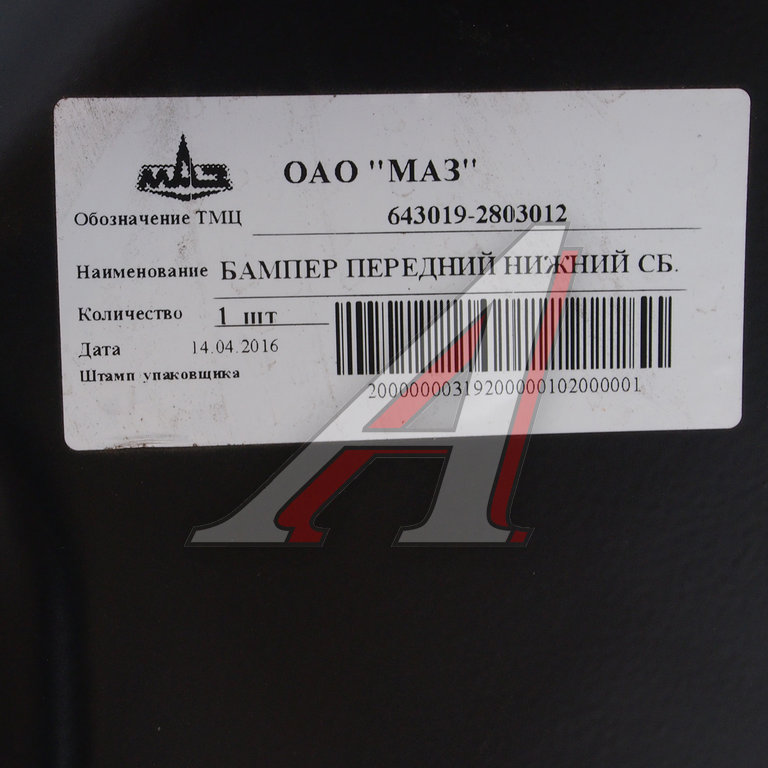 МАЗ
ОАО "МАЗ"
Обозначение ТМЦ 643019-2803012
Наименование БАМПЕР ПЕРЕДНИЙ НИЖНИЙ СБ.
Количество 1 шт
Дата 14.04.2016
Штамп упаковщика
20000000319200000102000001
А